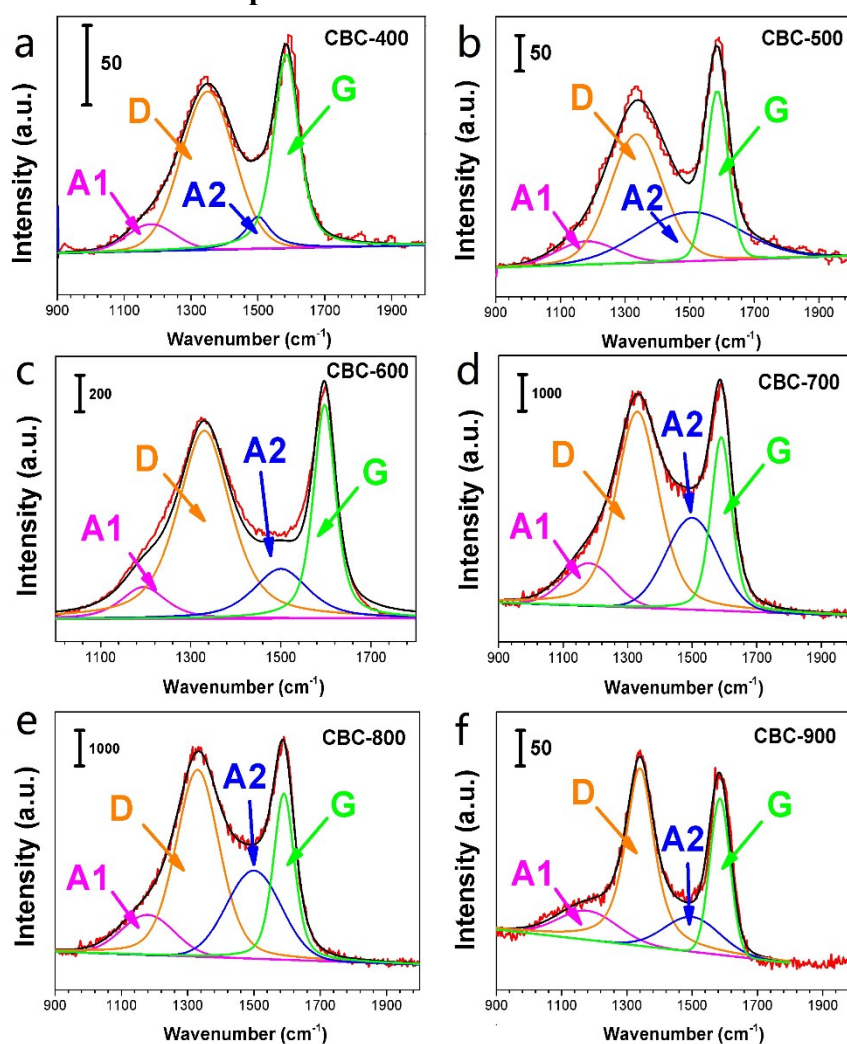 a
50
CBC-400
D
G
A1
A2
Intensity (a.u.)
900 1100 1300 1500 1700 1900
Wavenumber (cm-1)
b
50
CBC-500
D
G
A1
A2
Intensity (a.u.)
900 1100 1300 1500 1700 1900
Wavenumber (cm-1)
c
CBC-600
200
D
A2
G
A1
Intensity (a.u.)
1100 1300 1500 1700
Wavenumber (cm-1)
d
CBC-700
1000
A2
D
G
A1
Intensity (a.u.)
900 1100 1300 1500 1700 1900
Wavenumber (cm-1)
e
CBC-800
1000
A2
D
G
A1
Intensity (a.u.)
900 1100 1300 1500 1700 1900
Wavenumber (cm-1)
f
CBC-900
50
D
G
A2
A1
Intensity (a.u.)
900 1100 1300 1500 1700 1900
Wavenumber (cm-1)